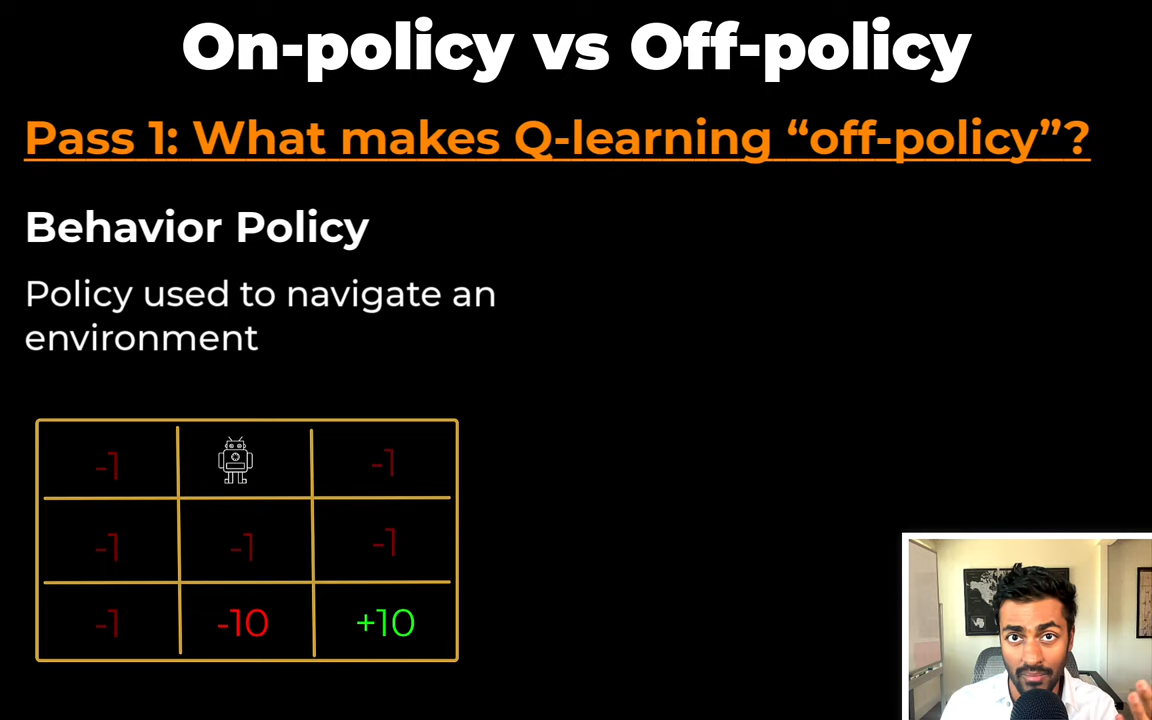 On-policy vs Off-policy
Pass 1: What makes Q-learning “off-policy”?
Behavior Policy
Policy used to navigate an
environment
-1 -1
-1 -1 -1
-1 -10 +10